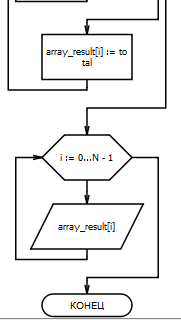 array_result[i] := to
tal
i := 0...N - 1
array_result[i]
КОНЕЦ